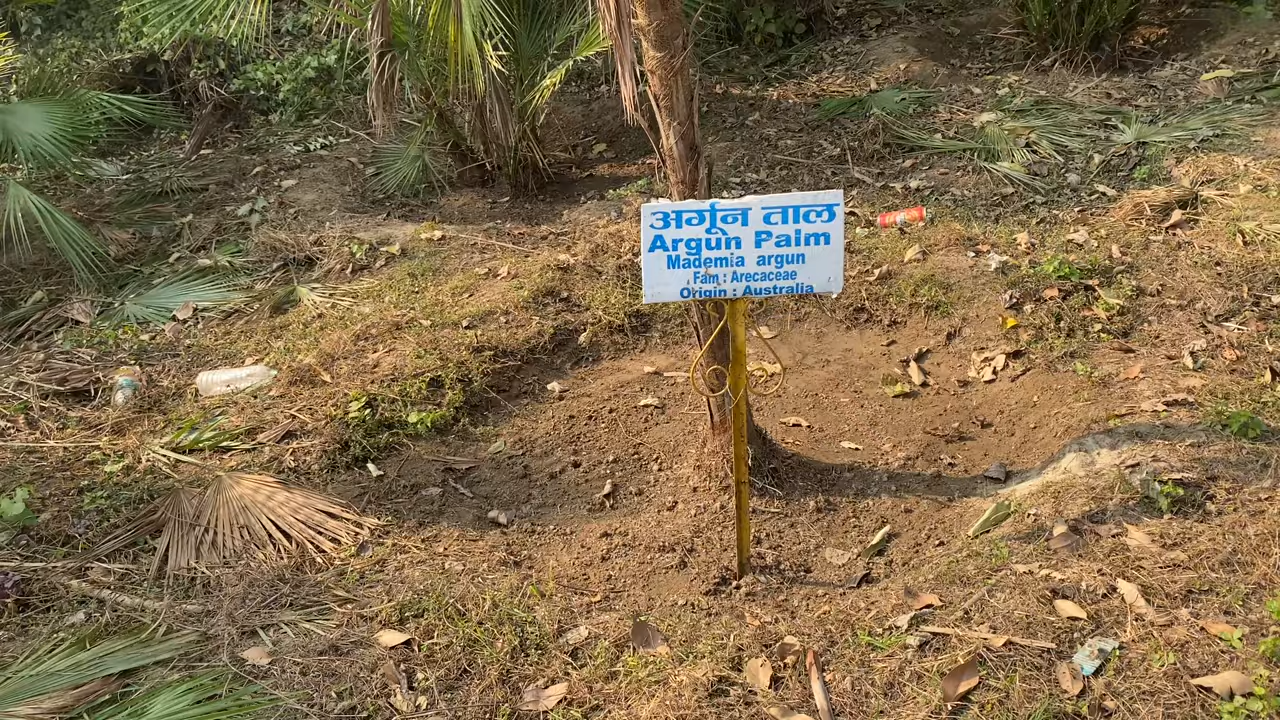 अर्गून ताल
Argun Palm
Mademia argun
Fam : Arecaceae
Origin : Australia